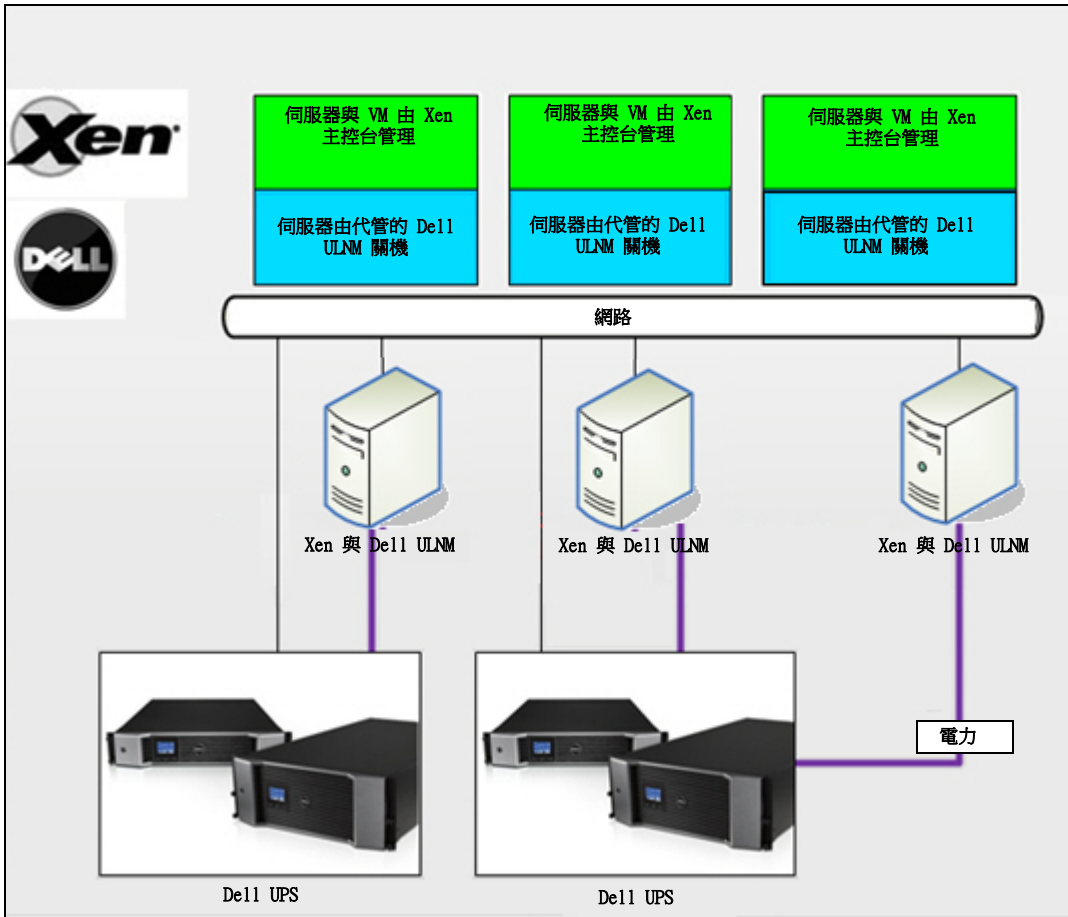 Xen
伺服器與 VM 由 Xen
主控台管理
伺服器與 VM 由 Xen
主控台管理
伺服器與 VM 由 Xen
主控台管理
DELL
伺服器由代管的 Dell
ULNM 關機
伺服器由代管的 Dell
ULNM 關機
伺服器由代管的 Dell
ULNM 關機
網路
Xen 與 Dell ULNM
Xen 與 Dell ULNM
Xen 與 Dell ULNM
電力
Dell UPS
Dell UPS